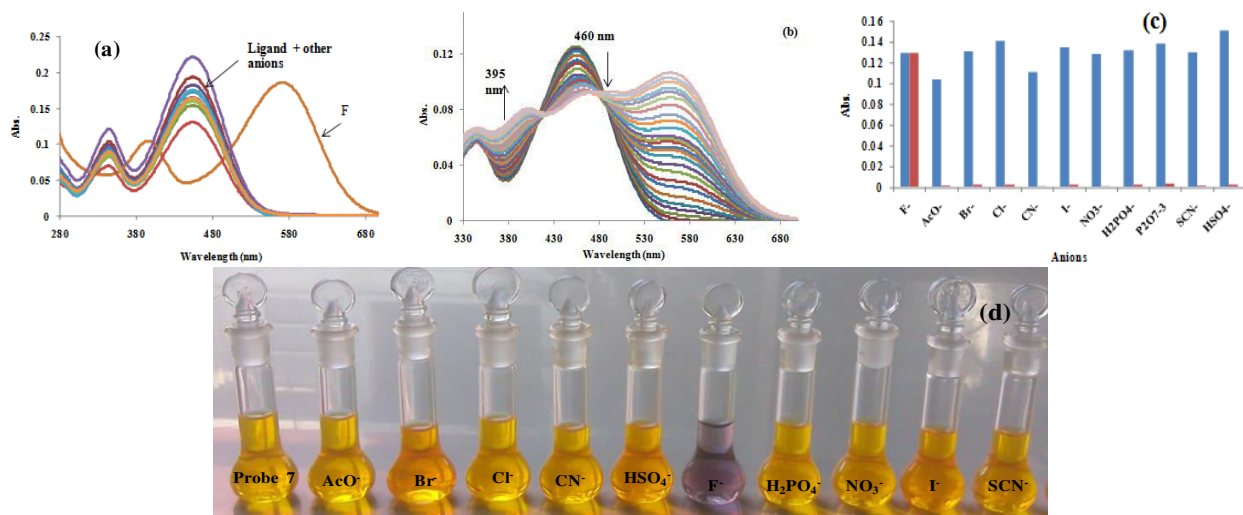 (a)
Ligand + other
anions
F
0.25
0.2
0.15
0.1
0.05
0
Abs.
280 380 480 580 680
Wavelength (nm)
(b)
460 nm
395
nm
0.12
0.08
0.04
0
Abs.
330 430 480 530 580 630 680
Wavelength (nm)
(c)
0.16
0.14
0.12
0.1
0.08
0.06
0.04
0.02
0
Abs.
F- AcO- Br- Cl- CN- I- NO3- H2PO4- P2O7-3 SCN- HSO4-
Anions
(d)
Probe 7 AcO⁻ Br⁻ Cl⁻ CN⁻ HSO₄⁻ F⁻ H₂PO₄⁻ NO₃⁻ I⁻ SCN⁻